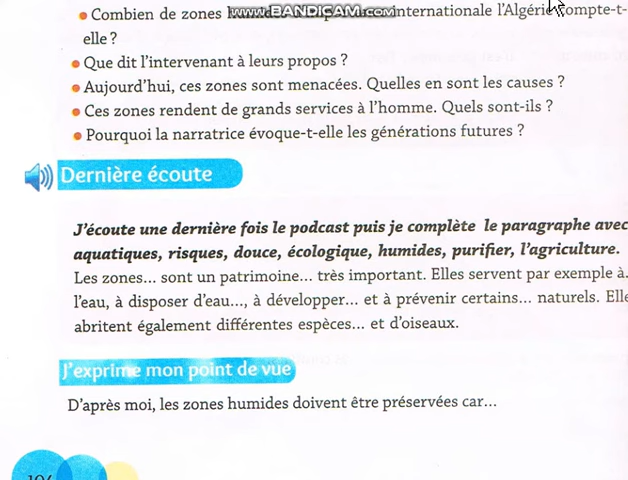 • Combien de zones internationale l'Algérie compte-t-
elle ?
• Que dit l'intervenant à leurs propos ?
• Aujourd'hui, ces zones sont menacées. Quelles en sont les causes ?
• Ces zones rendent de grands services à l'homme. Quels sont-ils ?
• Pourquoi la narratrice évoque-t-elle les générations futures ?
Dernière écoute
J'écoute une dernière fois le podcast puis je complète le paragraphe avec
aquatiques, risques, douce, écologique, humides, purifier, l'agriculture.
Les zones... sont un patrimoine... très important. Elles servent par exemple à
l'eau, à disposer d'eau..., à développer... et à prévenir certains... naturels. Elle
abritent également différentes espèces... et d'oiseaux.
J'exprime mon point de vue
D'après moi, les zones humides doivent être préservées car...
www.BANDICAM.com